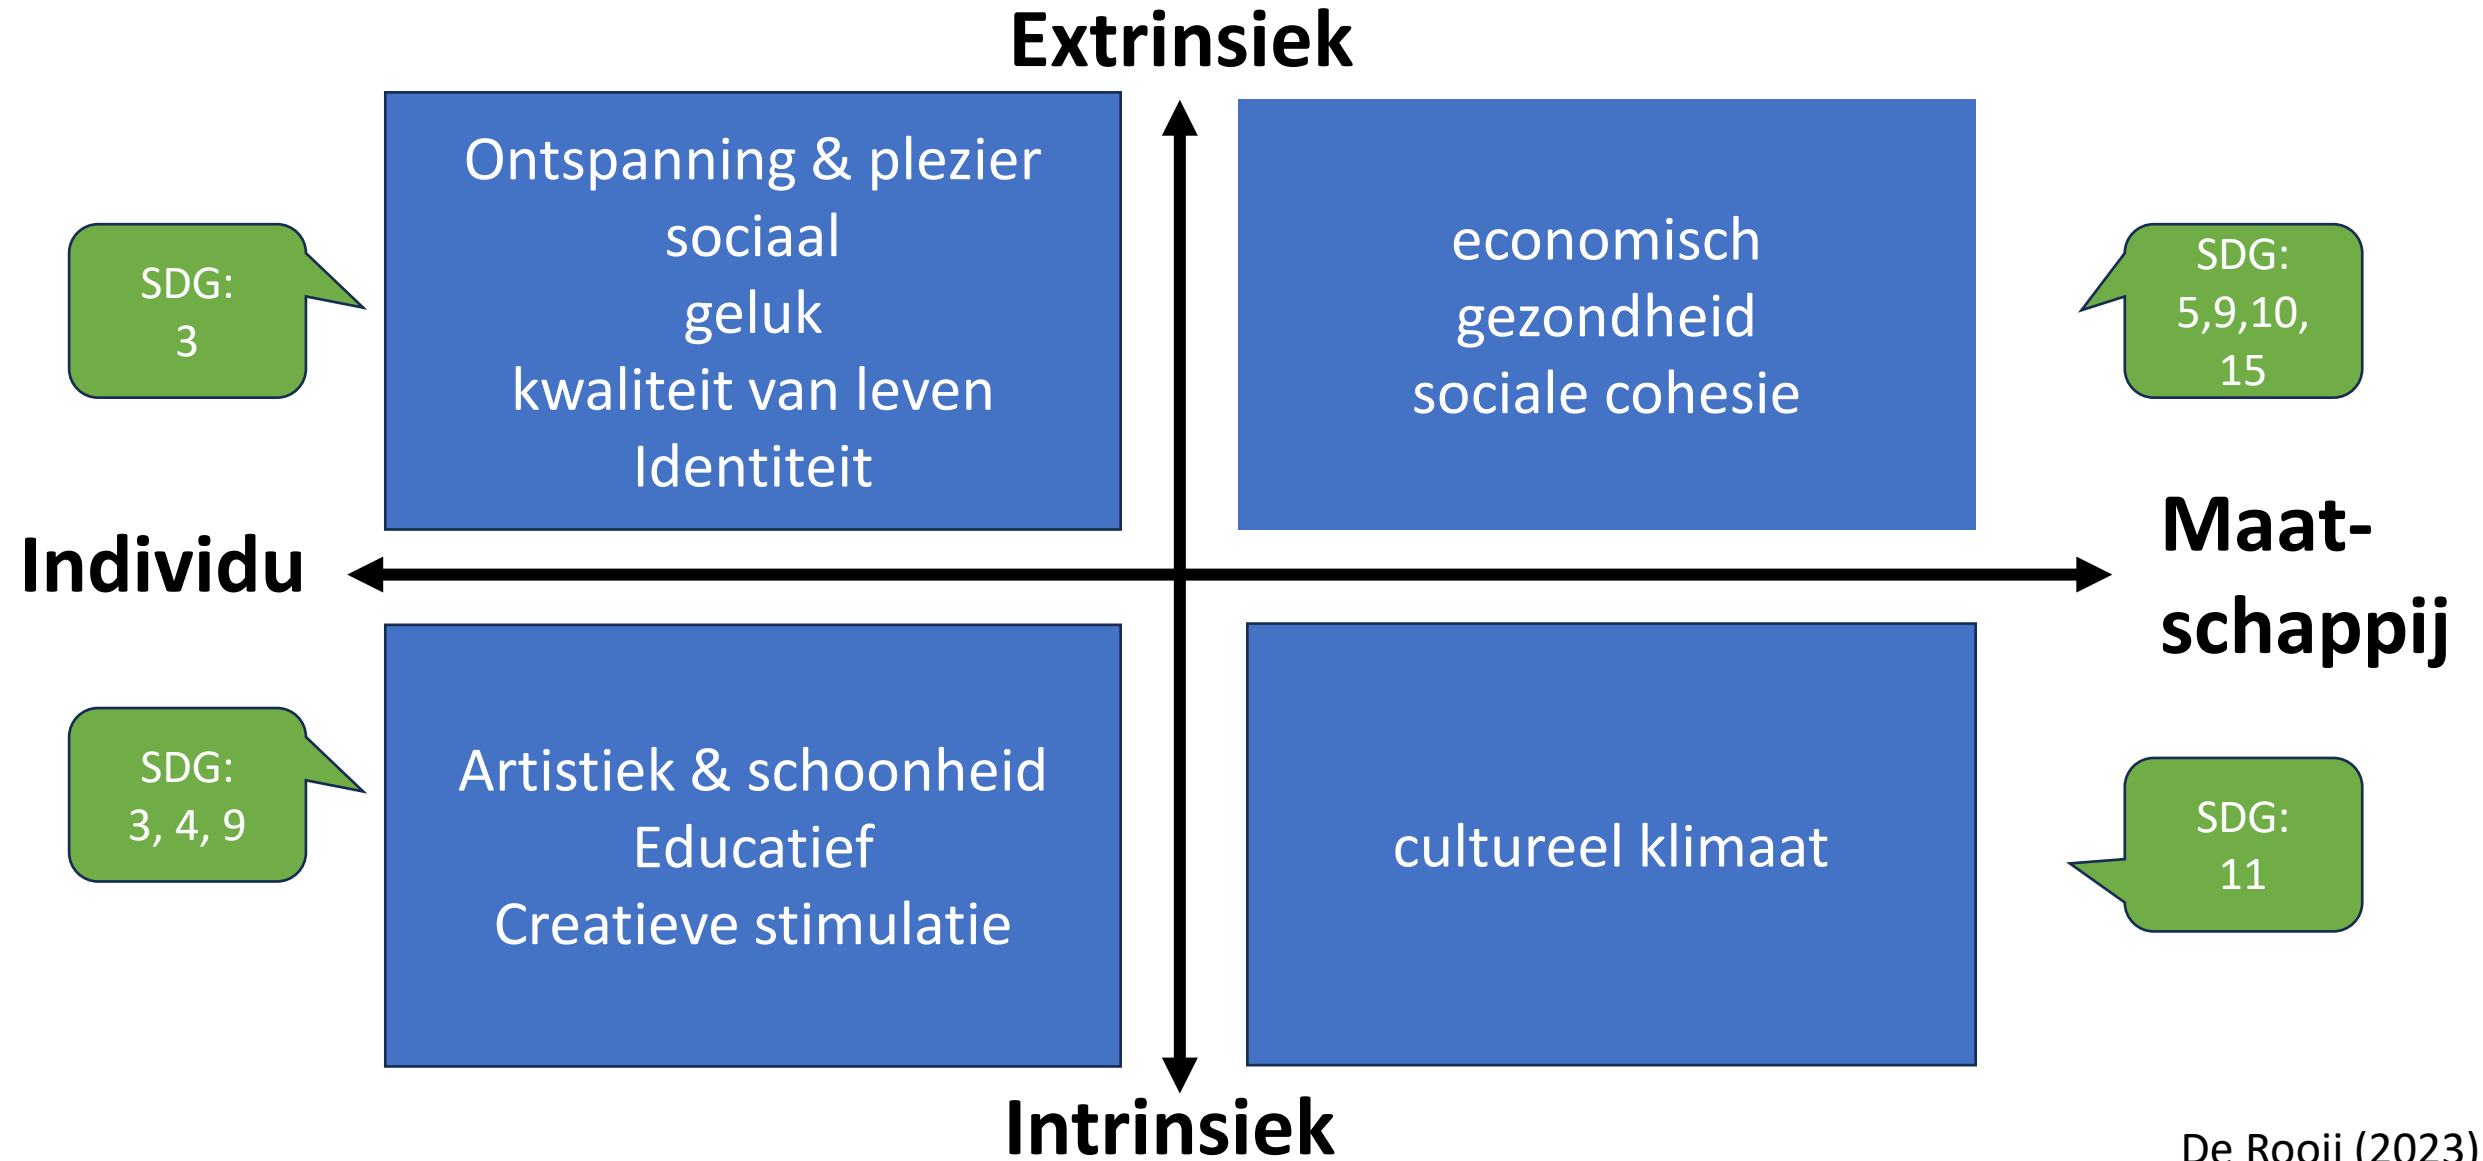 Extrinsiek
Ontspanning & plezier
sociaal
geluk
kwaliteit van leven
Identiteit
economisch
gezondheid
sociale cohesie
SDG:
3
SDG:
5,9,10,
15
Individu
Maat-
schappij
Artistiek & schoonheid
Educatief
Creatieve stimulatie
cultureel klimaat
SDG:
3, 4, 9
SDG:
11
Intrinsiek
De Rooij (2023)